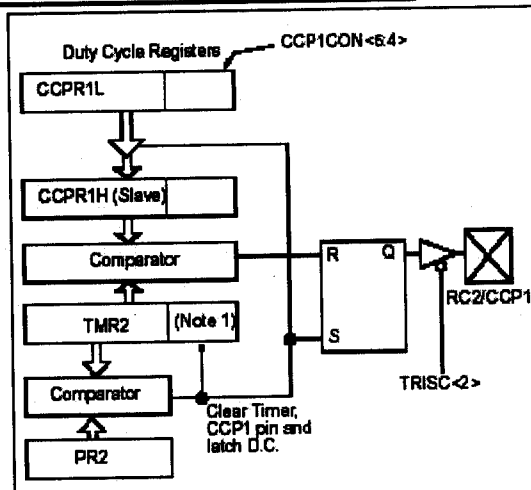 Duty Cycle Registers
CCP1CON<6:4>
CCPR1L
CCPR1H (Slave)
Comparator
R
Q
RC2/CCP1
TMR2
(Note 1)
S
TRISC<2>
Comparator
Clear Timer,
CCP1 pin and
latch D.C.
PR2